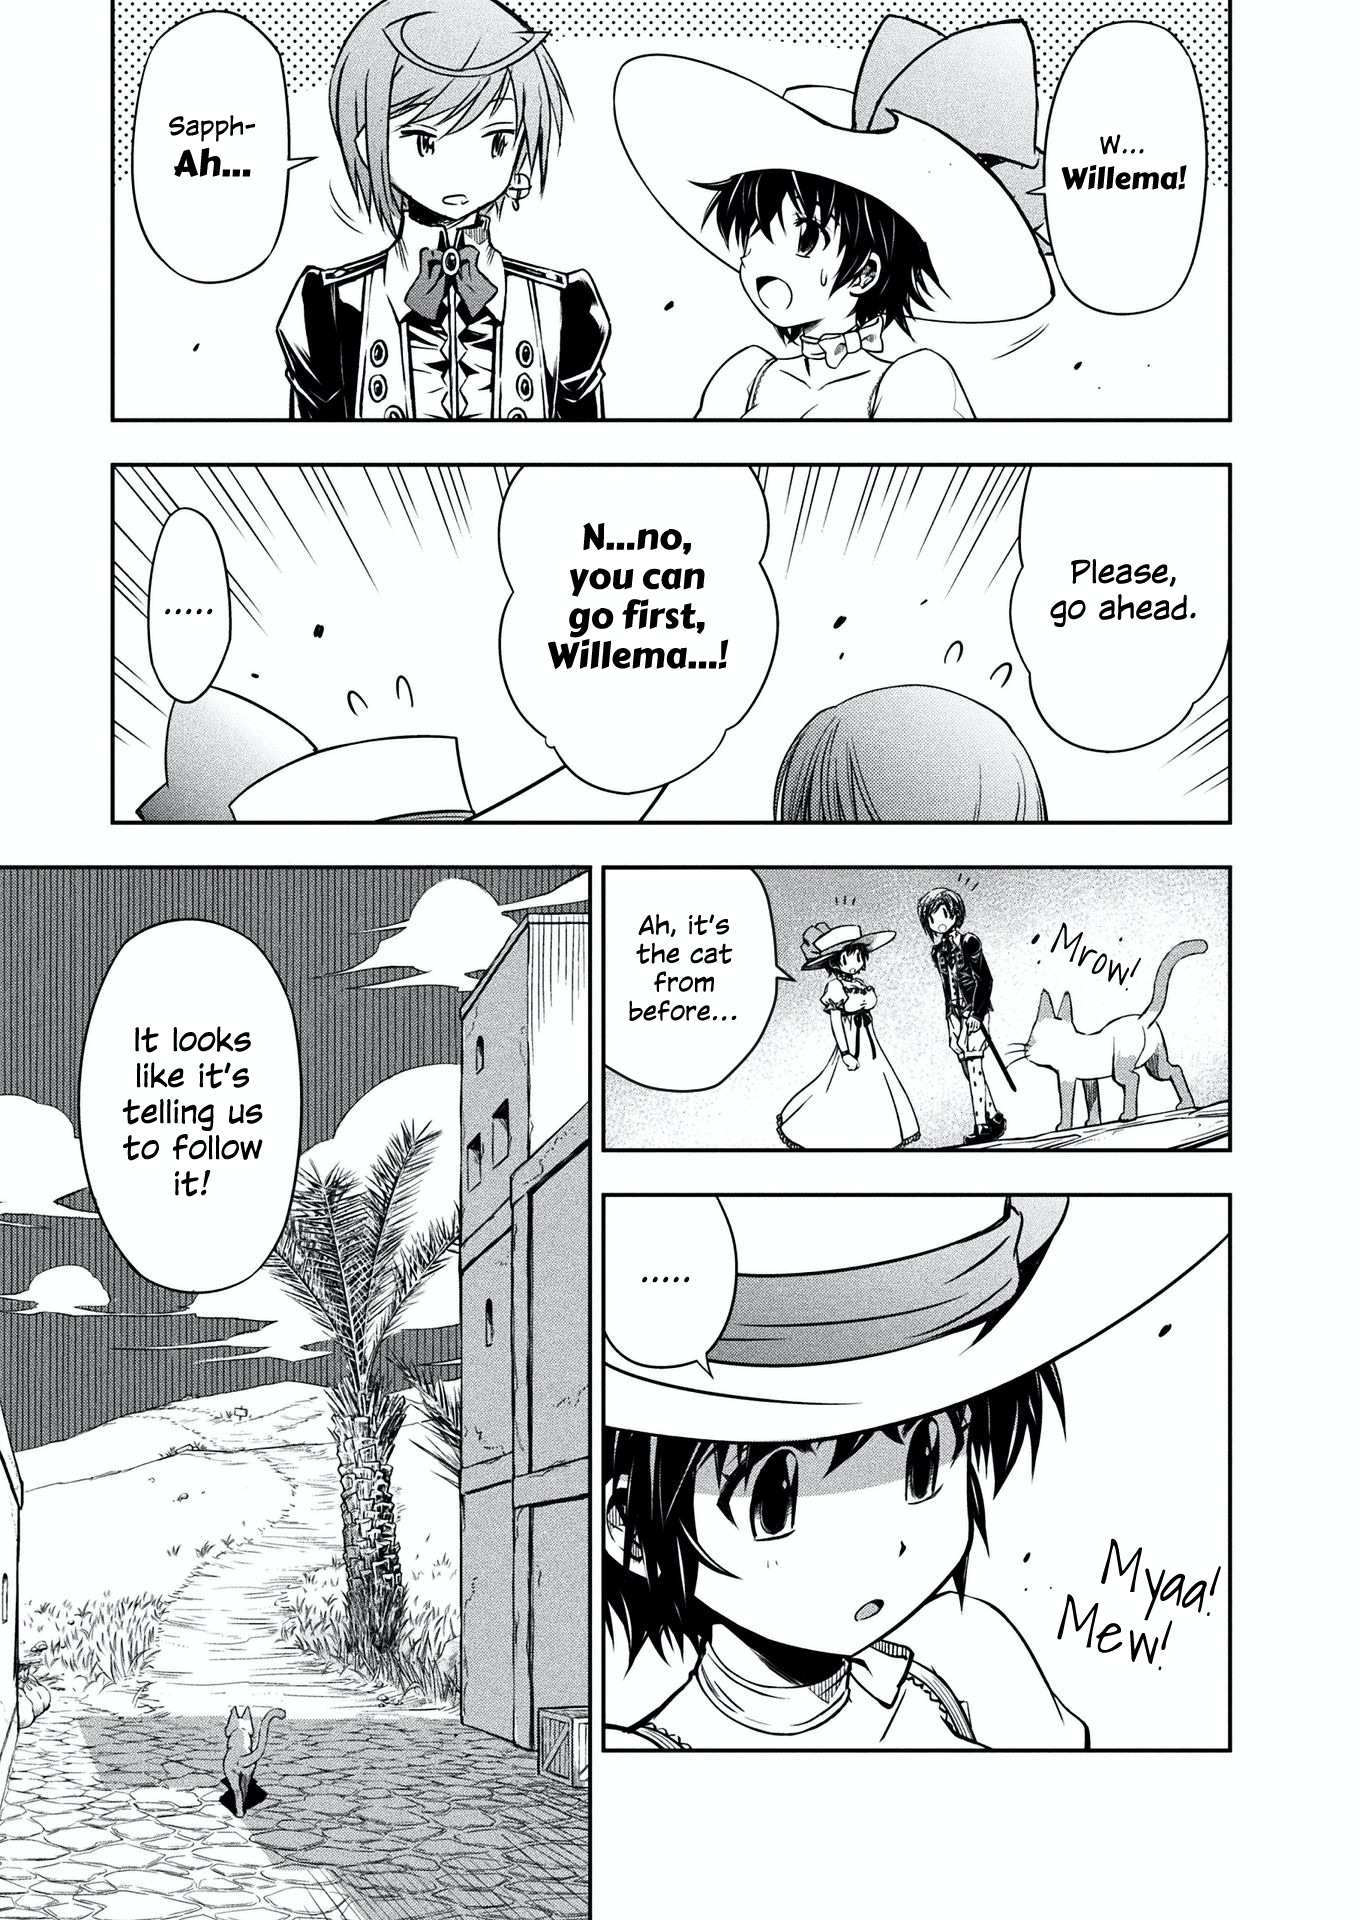 W...
Willema!
Sapph-
Ah...
Please,
go ahead.
N...no,
you can
go first,
Willema...!
.....
Mrow!
Ah, it's
the cat
from
before...
.....
Myaa!
Mew!
It looks
like it's
telling us
to follow
it!